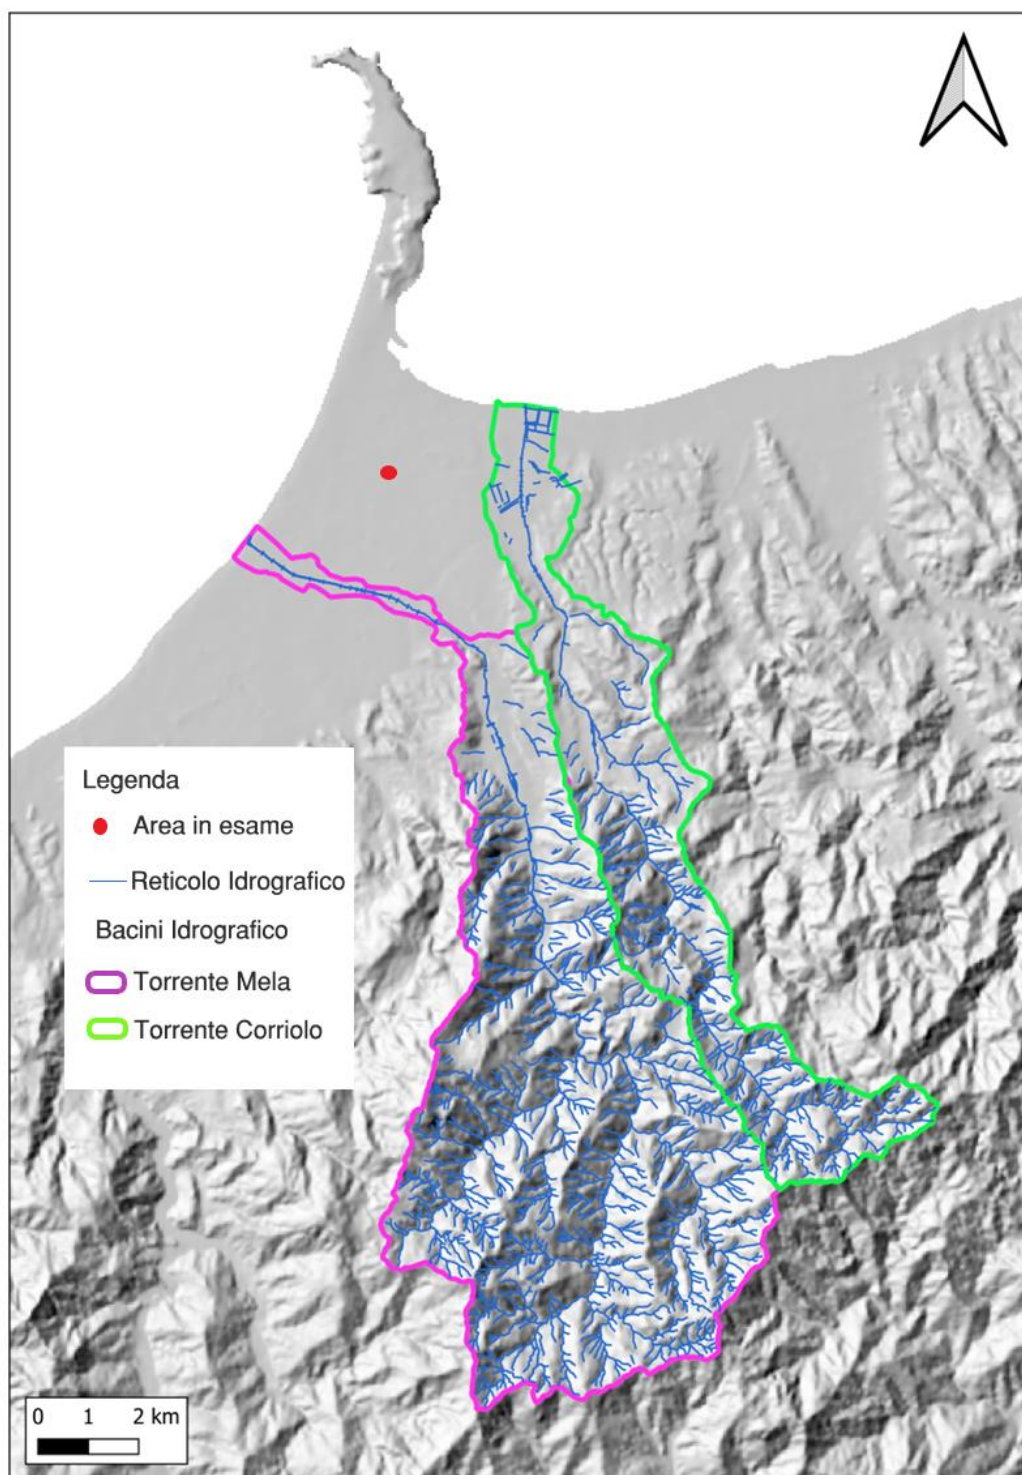 Legenda
Area in esame
Reticolo Idrografico
Bacini Idrografico
Torrente Mela
Torrente Corriolo
0 1 2 km